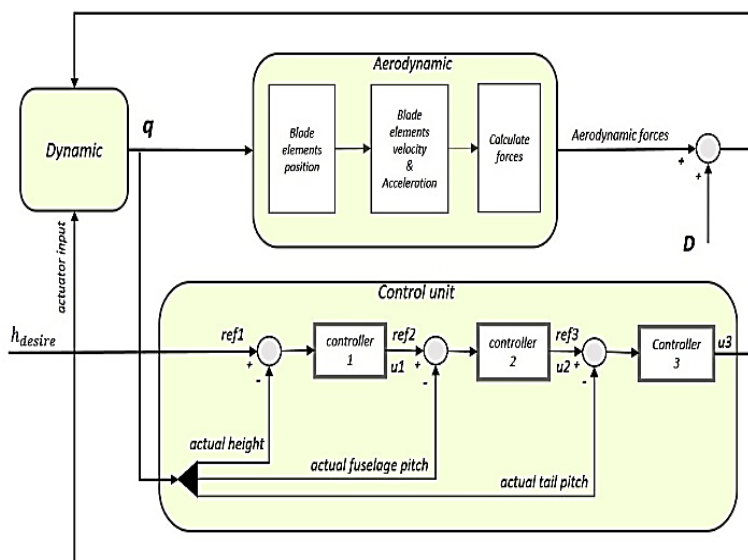 Aerodynamic
q
Dynamic
Blade
elements
position
Blade
elements
velocity
&
Acceleration
Calculate
forces
Aerodynamic forces
+
+
D
actuator input
Control unit
h_desire
ref1
+
-
controller
1
ref2
u1
+
-
controller
2
ref3
u2
+
-
Controller
3
u3
actual height
actual fuselage pitch
actual tail pitch